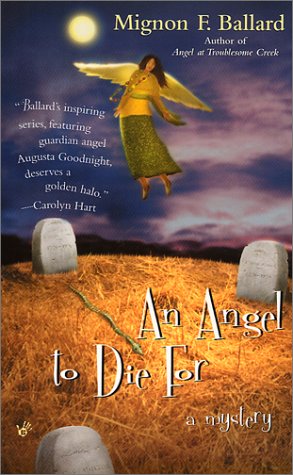 Mignon F. Ballard
Author of
Angel at Troublesome Creek
"Ballard's inspiring
series, featuring
guardian angel
Augusta Goodnight,
deserves a
golden halo."
—Carolyn Hart
An Angel
to Die For
a mystery